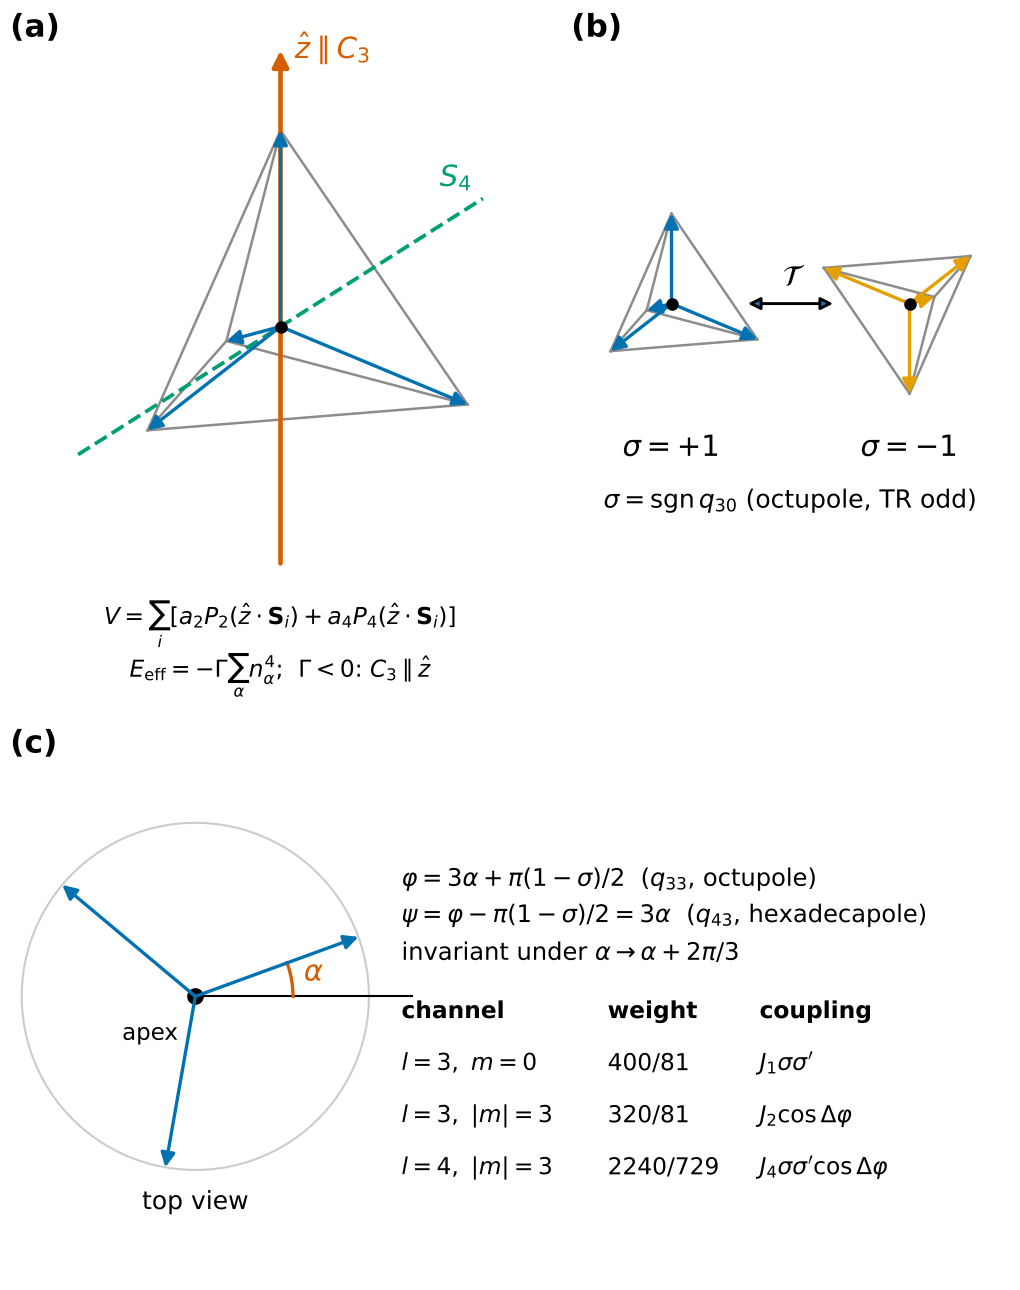 (a)
ẑ ∥ C₃
S₄
V = ∑ᵢ [a₂P₂(ẑ · Sᵢ) + a₄P₄(ẑ · Sᵢ)]
E_eff = −Γ∑_α n_α⁴; Γ < 0: C₃ ∥ ẑ
(b)
𝒯
σ = +1
σ = −1
σ = sgn q₃₀ (octupole, TR odd)
(c)
α
apex
top view
φ = 3α + π(1 − σ)/2 (q₃₃, octupole)
ψ = φ − π(1 − σ)/2 = 3α (q₄₃, hexadecapole)
invariant under α → α + 2π/3
channel weight coupling
l = 3, m = 0 400/81 J₁σσ′
l = 3, |m| = 3 320/81 J₂cos Δφ
l = 4, |m| = 3 2240/729 J₄σσ′cos Δφ